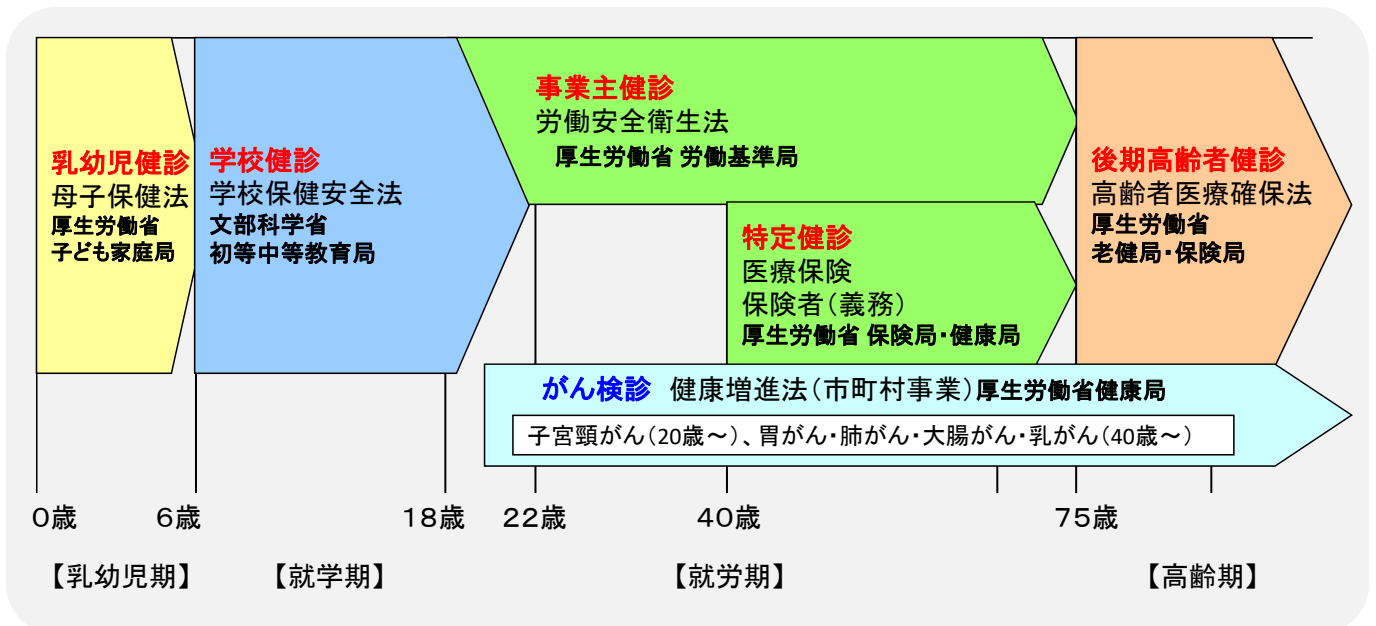 乳幼児健診
母子保健法
厚生労働省
子ども家庭局
学校健診
学校保健安全法
文部科学省
初等中等教育局
事業主健診
労働安全衛生法
厚生労働省 労働基準局
特定健診
医療保険
保険者(義務)
厚生労働省 保険局・健康局
後期高齢者健診
高齢者医療確保法
厚生労働省
老健局・保険局
がん検診 健康増進法(市町村事業)厚生労働省健康局
子宮頸がん(20歳～)、胃がん・肺がん・大腸がん・乳がん(40歳～)
0歳 6歳 18歳 22歳 40歳 75歳
【乳幼児期】 【就学期】 【就労期】 【高齢期】